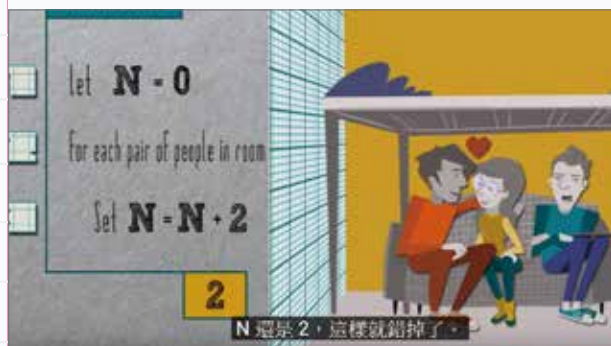 let N = 0
For each pair of people in room
Set N = N + 2
2
N 還是 2，這樣就錯掉了。